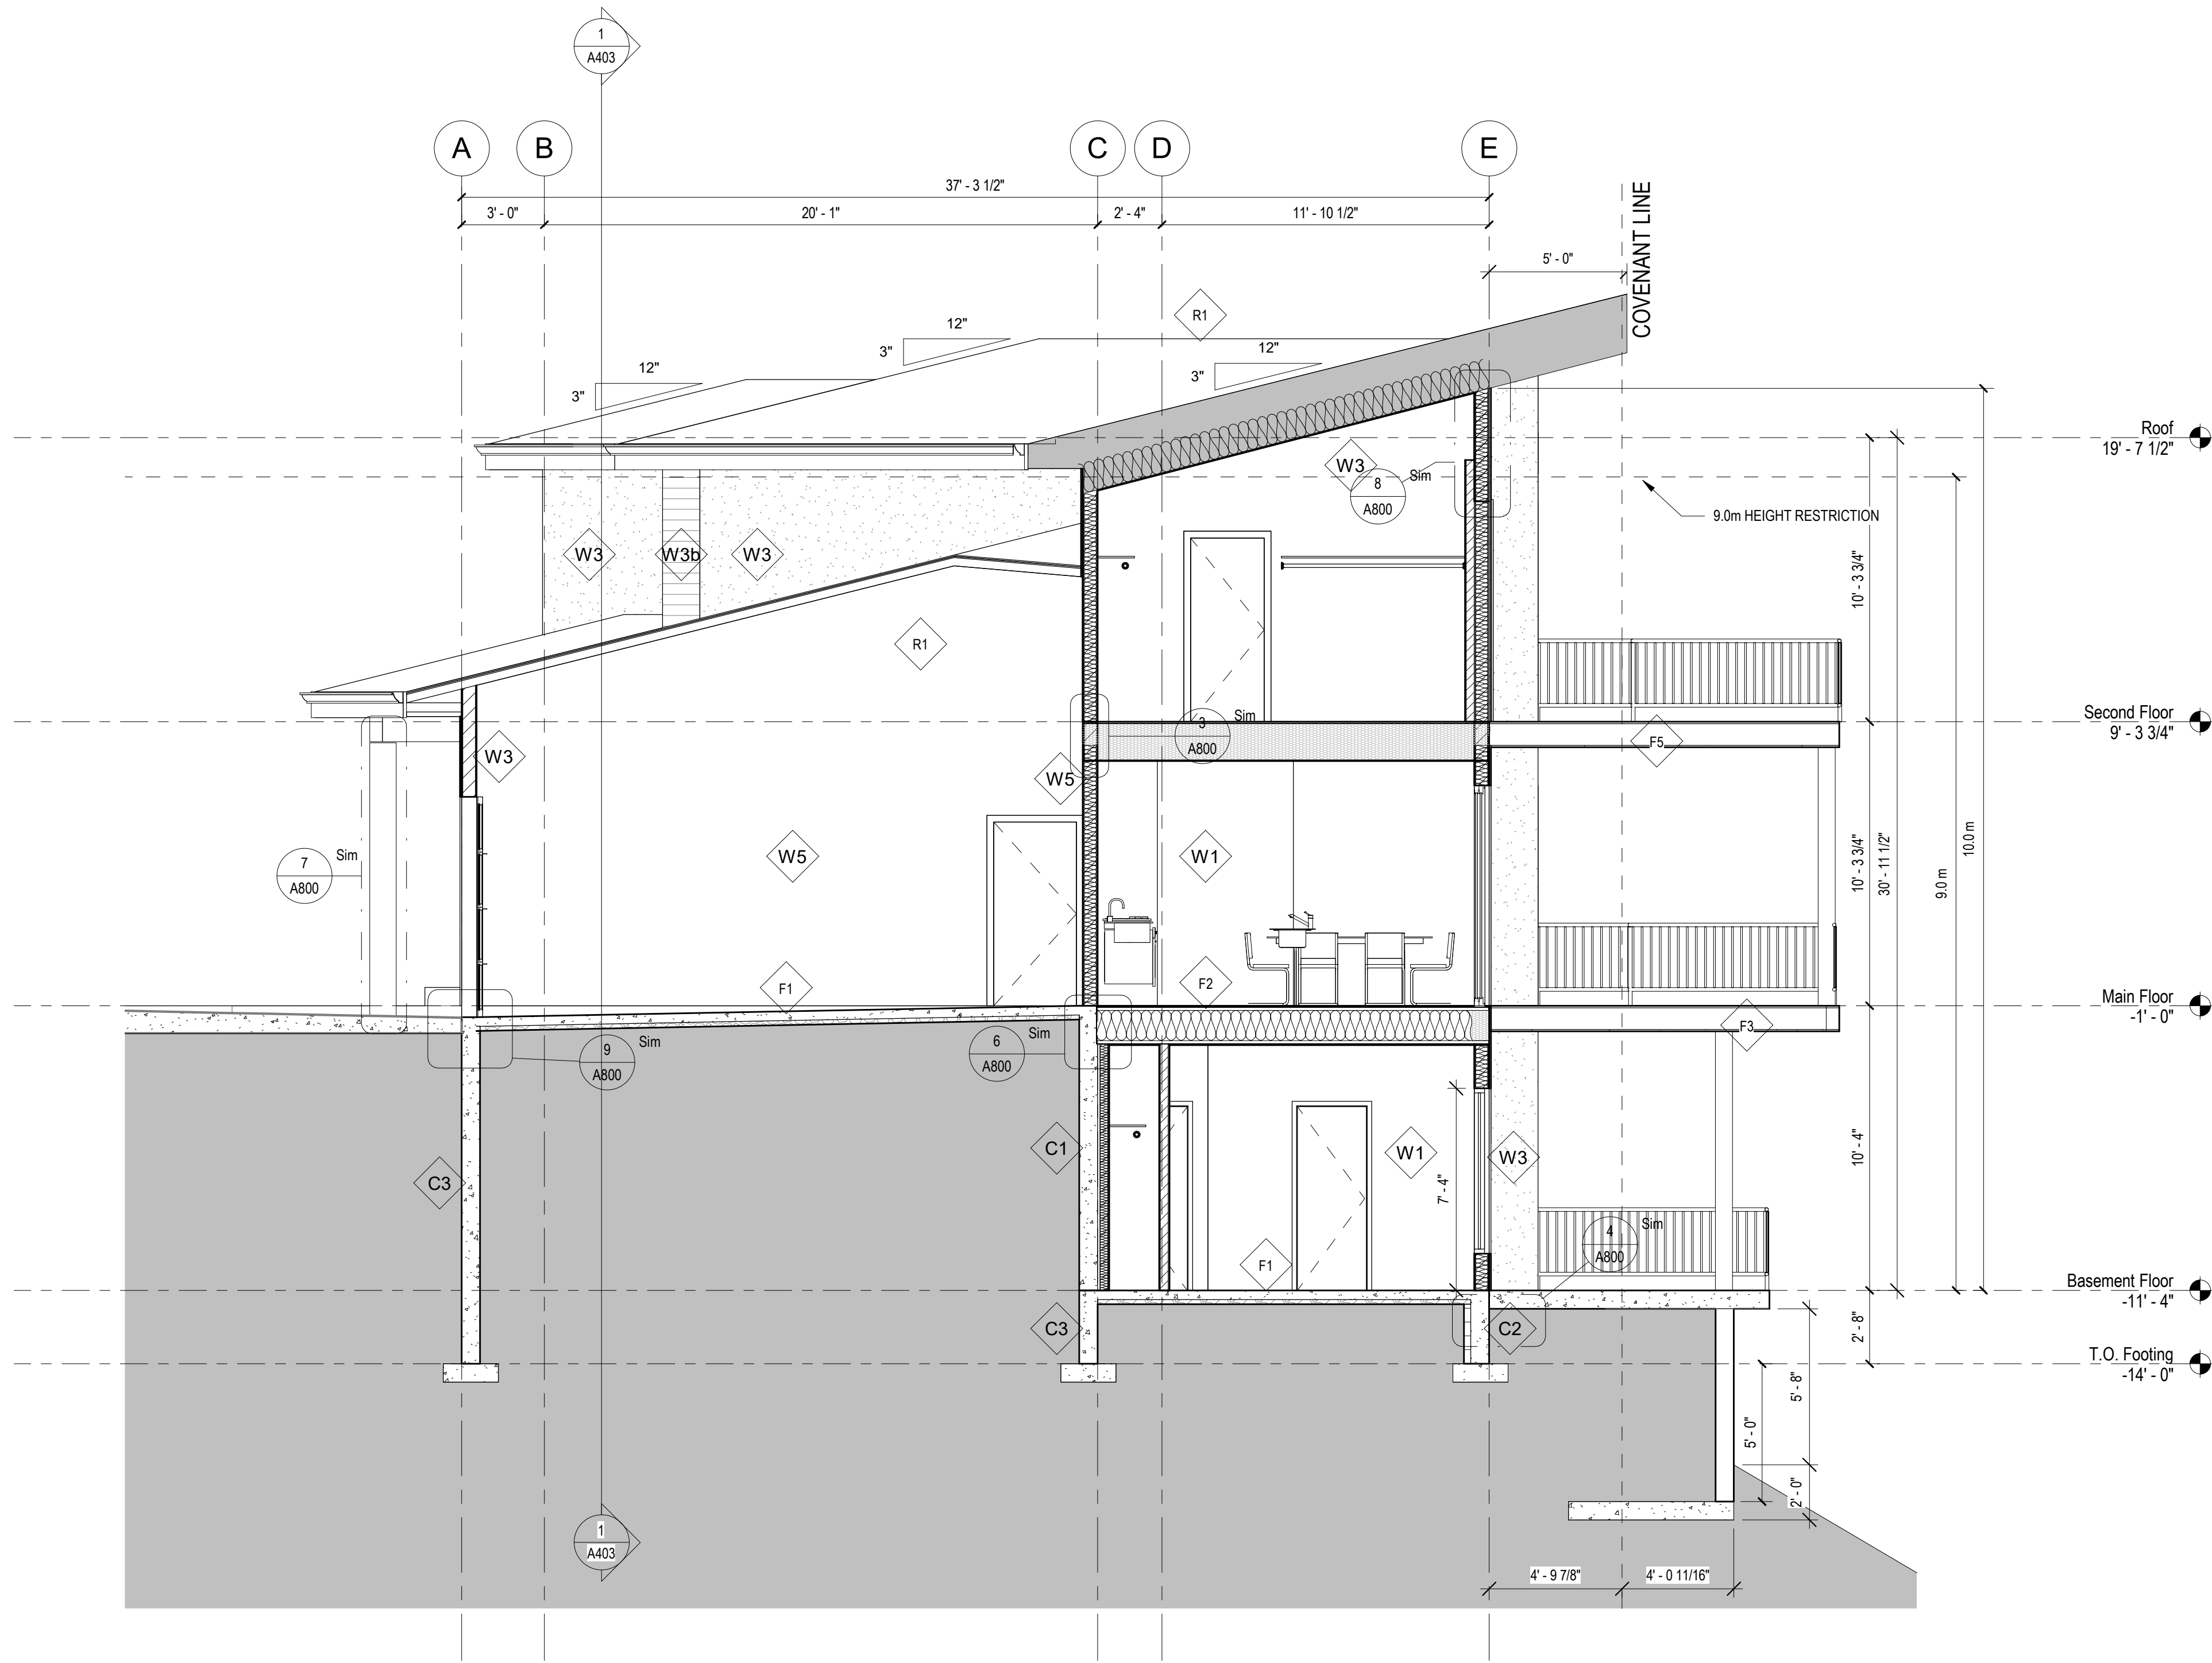 1
A403
A
B
C
D
E
37' - 3 1/2"
3' - 0"
20' - 1"
2' - 4"
11' - 10 1/2"
COVENANT LINE
5' - 0"
R1
12"
3"
12"
3"
12"
3"
Roof
19' - 7 1/2"
W3
Sim
8
A800
9.0m HEIGHT RESTRICTION
W3
W3b
W3
10' - 3 3/4"
R1
Second Floor
9' - 3 3/4"
Sim
3
A800
F5
W3
W5
7
A800
Sim
W5
W1
10' - 3 3/4"
30' - 11 1/2"
9.0 m
10.0 m
F1
F2
Main Floor
-1' - 0"
F3
9
A800
Sim
6
A800
Sim
C1
W1
W3
10' - 4"
C3
7' - 4"
4
A800
Sim
F1
Basement Floor
-11' - 4"
C3
C2
2' - 8"
T.O. Footing
-14' - 0"
5' - 8"
5' - 0"
2' - 0"
1
A403
4' - 9 7/8"
4' - 0 11/16"